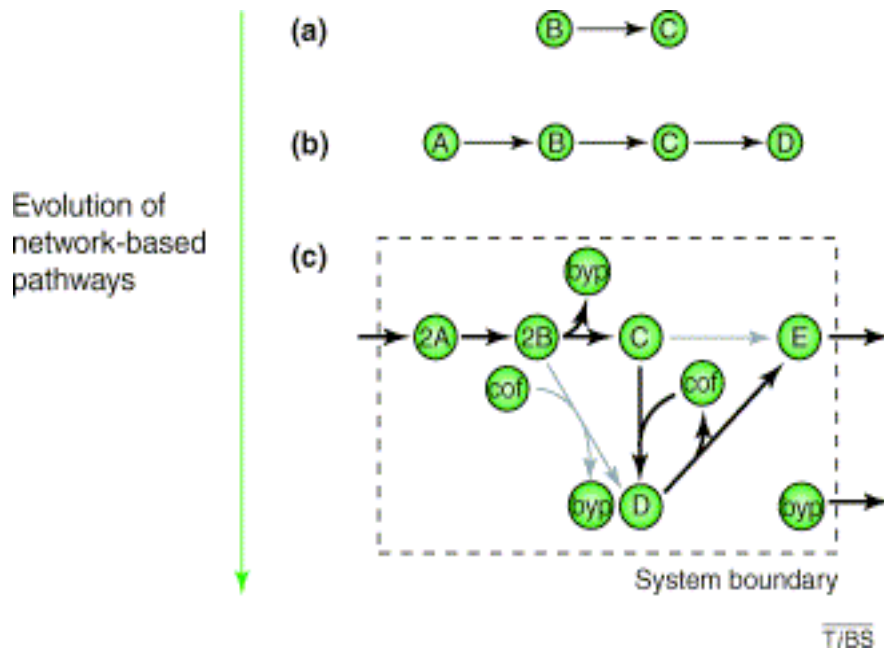 (a)
B C
(b)
A B C D
Evolution of
network-based
pathways
(c)
byp
2A 2B C E
cof cof
byp D byp
System boundary
T/BS